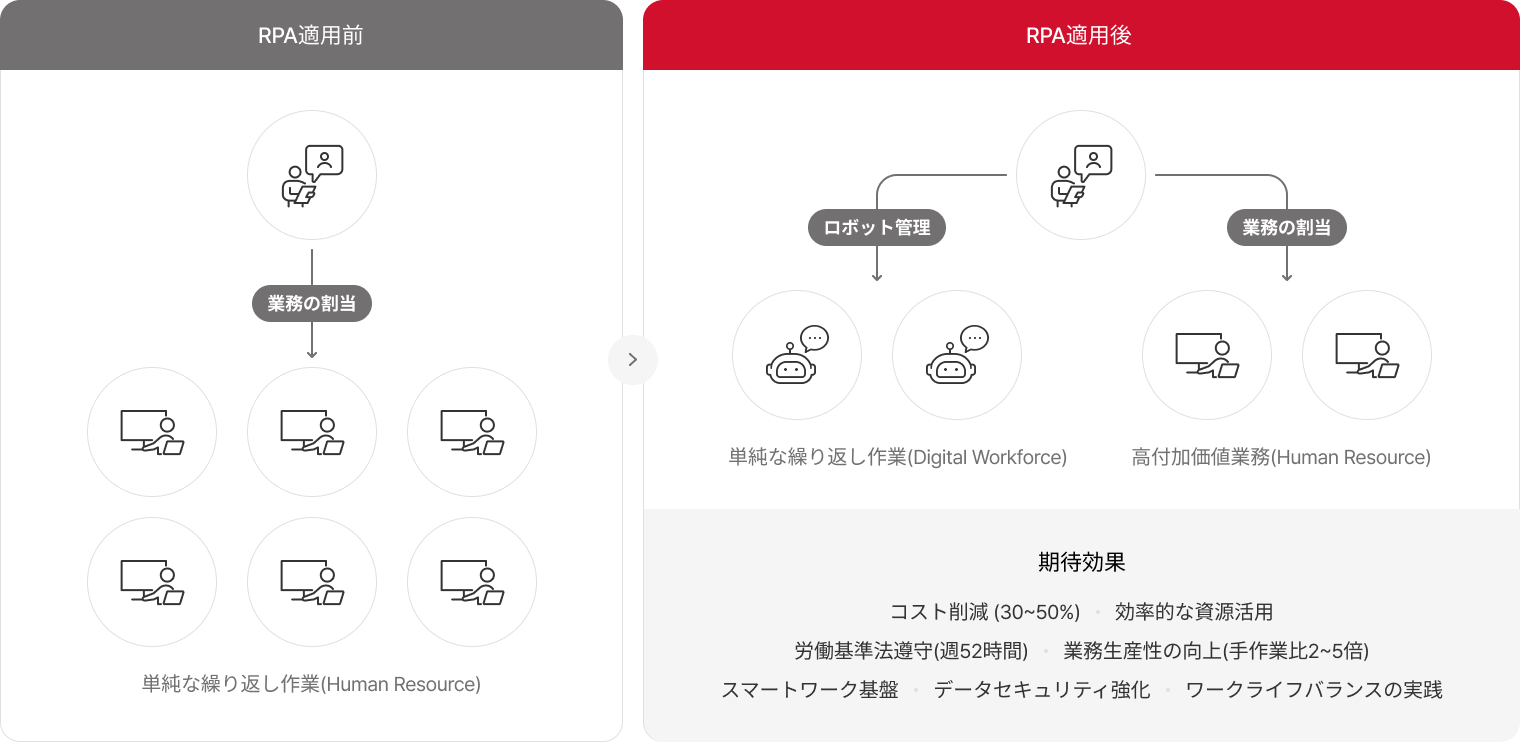 RPA適用前
業務の割当
単純な繰り返し作業(Human Resource)
RPA適用後
ロボット管理
業務の割当
単純な繰り返し作業(Digital Workforce)
高付加価値業務(Human Resource)
期待効果
コスト削減 (30~50%) • 効率的な資源活用
労働基準法遵守(週52時間) • 業務生産性の向上(手作業比2~5倍)
スマートワーク基盤 • データセキュリティ強化 • ワークライフバランスの実践